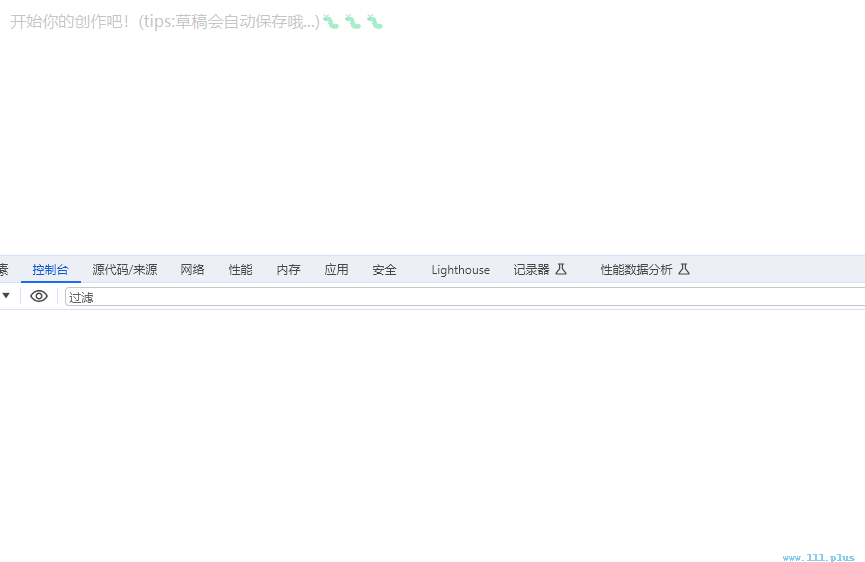 开始你的创作吧！(tips:草稿会自动保存哦...)🐛🐛🐛
素 控制台 源代码/来源 网络 性能 内存 应用 安全 Lighthouse 记录器 性能数据分析
过滤
www.111.plus